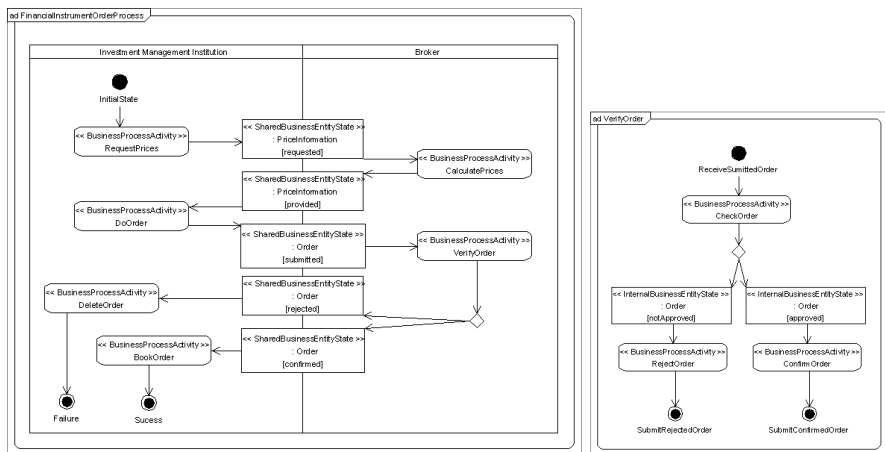 ad FinancialInstrumentOrderProcess
Investment Management Institution
Broker
InitialState
<< BusinessProcessActivity >>
RequestPrices
<< SharedBusinessEntityState >>
: PriceInformation
[requested]
<< BusinessProcessActivity >>
CalculatePrices
<< SharedBusinessEntityState >>
: PriceInformation
[provided]
<< BusinessProcessActivity >>
DoOrder
<< SharedBusinessEntityState >>
: Order
[submitted]
<< BusinessProcessActivity >>
VerifyOrder
<< SharedBusinessEntityState >>
: Order
[rejected]
<< BusinessProcessActivity >>
DeleteOrder
<< SharedBusinessEntityState >>
: Order
[confirmed]
<< BusinessProcessActivity >>
BookOrder
Failure
Sucess
ad VerifyOrder
ReceiveSumittedOrder
<< BusinessProcessActivity >>
CheckOrder
<< InternalBusinessEntityState >>
: Order
[notApproved]
<< InternalBusinessEntityState >>
: Order
[approved]
<< BusinessProcessActivity >>
RejectOrder
<< BusinessProcessActivity >>
ConfirmOrder
SubmitRejectedOrder
SubmitConfirmedOrder